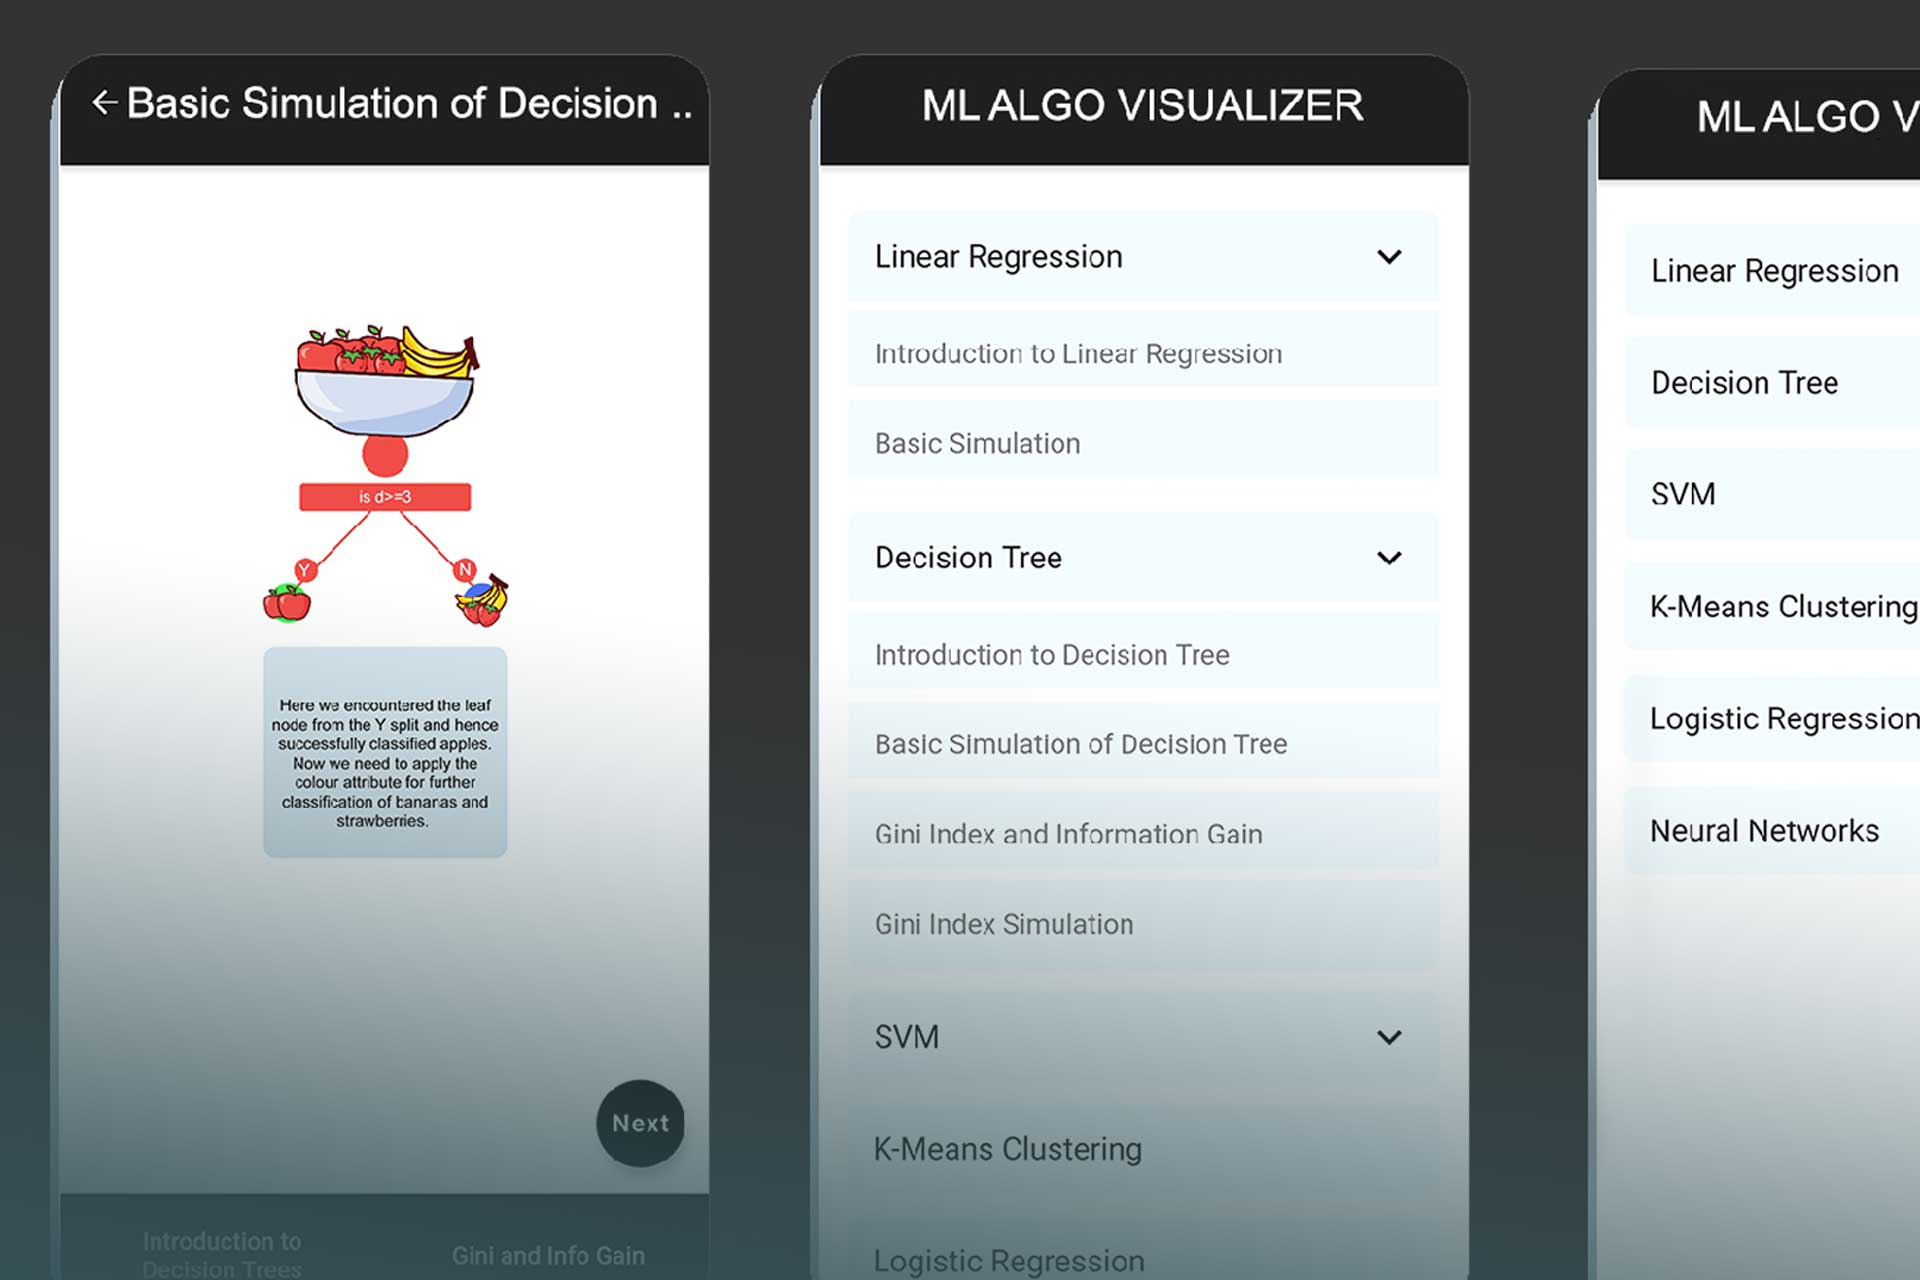 Basic Simulation of Decision ..
is d>=3
Y
N
Here we encountered the leaf
node from the Y split and hence
successfully classified apples.
Now we need to apply the
colour attribute for further
classification of bananas and
strawberries.
Next
Introduction to
Decision Trees
Gini and Info Gain
ML ALGO VISUALIZER
Linear Regression
Introduction to Linear Regression
Basic Simulation
Decision Tree
Introduction to Decision Tree
Basic Simulation of Decision Tree
Gini Index and Information Gain
Gini Index Simulation
SVM
K-Means Clustering
Logistic Regression
ML ALGO V
Linear Regression
Decision Tree
SVM
K-Means Clustering
Logistic Regression
Neural Networks